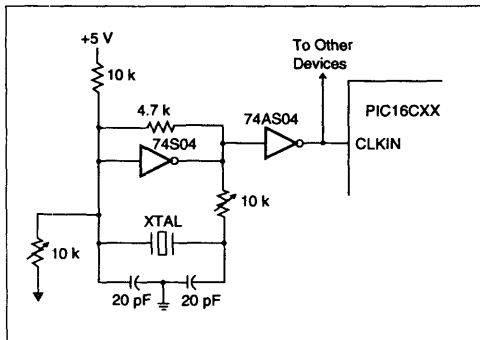 +5 V
To Other
Devices
10 k
4.7 k
74AS04
PIC16CXX
74S04
CLKIN
10 k
XTAL
10 k
20 pF
20 pF